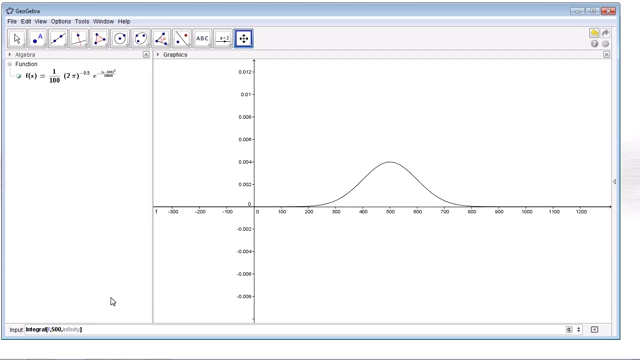 GeoGebra
File Edit View Options Tools Window Help
ABC
a=2
Algebra
Graphics
Function
f(x) = 1/100 (2 π)^-0.5 e
0.012
0.01
0.008
0.006
0.004
0.002
0
-0.002
-0.004
-0.006
-0.008
f -300 -200 -100 0 100 200 300 400 500 600 700 800 900 1000 1100 1200
Input: Integral[f,500,infinity]
α